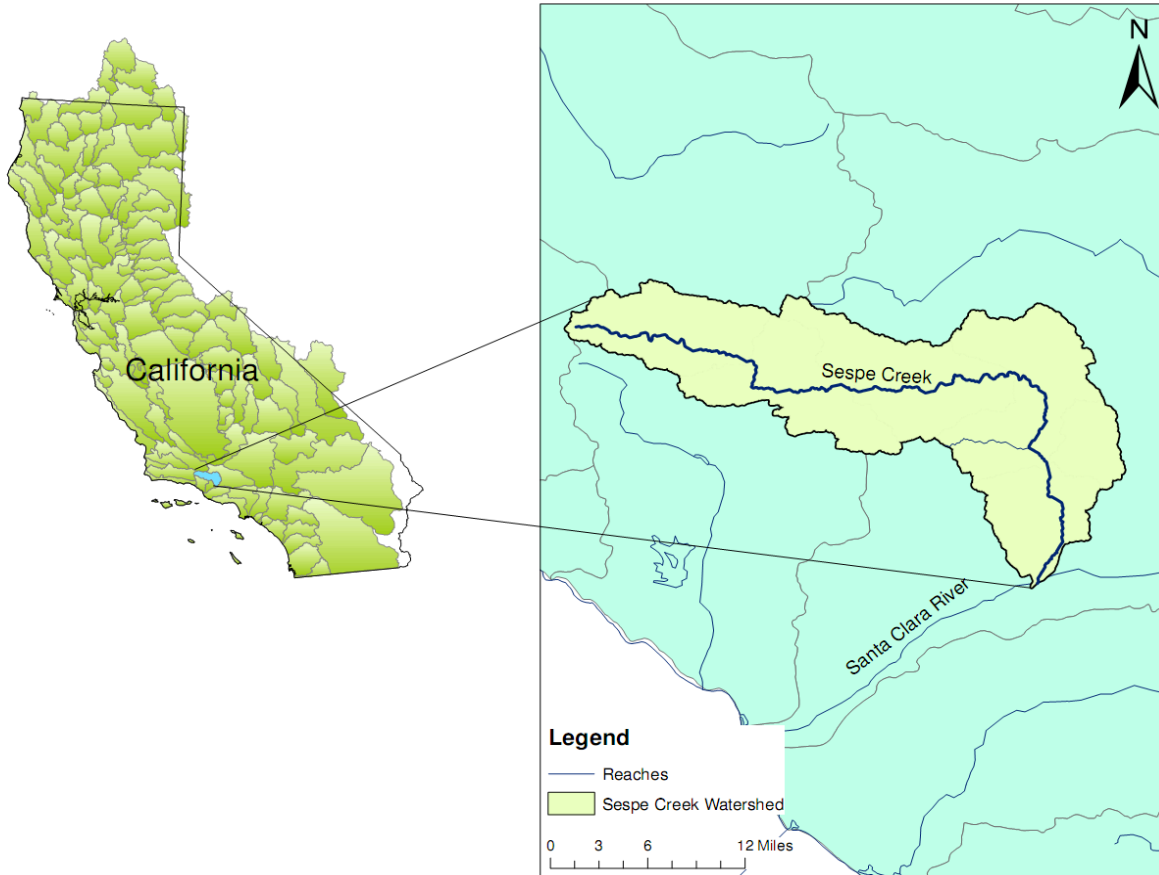 N
California
Sespe Creek
Santa Clara River
Legend
Reaches
Sespe Creek Watershed
0 3 6 12 Miles